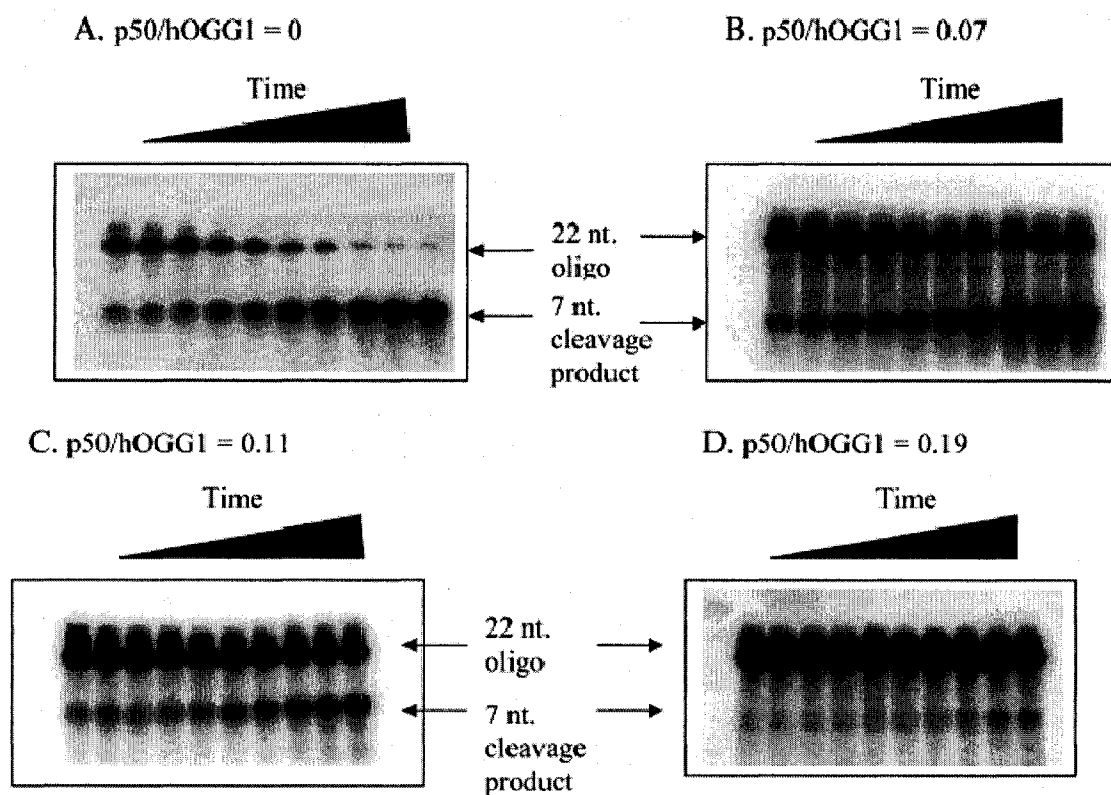 A. p50/hOGG1 = 0
B. p50/hOGG1 = 0.07
Time
Time
22 nt.
oligo
7 nt.
cleavage
product
C. p50/hOGG1 = 0.11
D. p50/hOGG1 = 0.19
Time
Time
22 nt.
oligo
7 nt.
cleavage
product